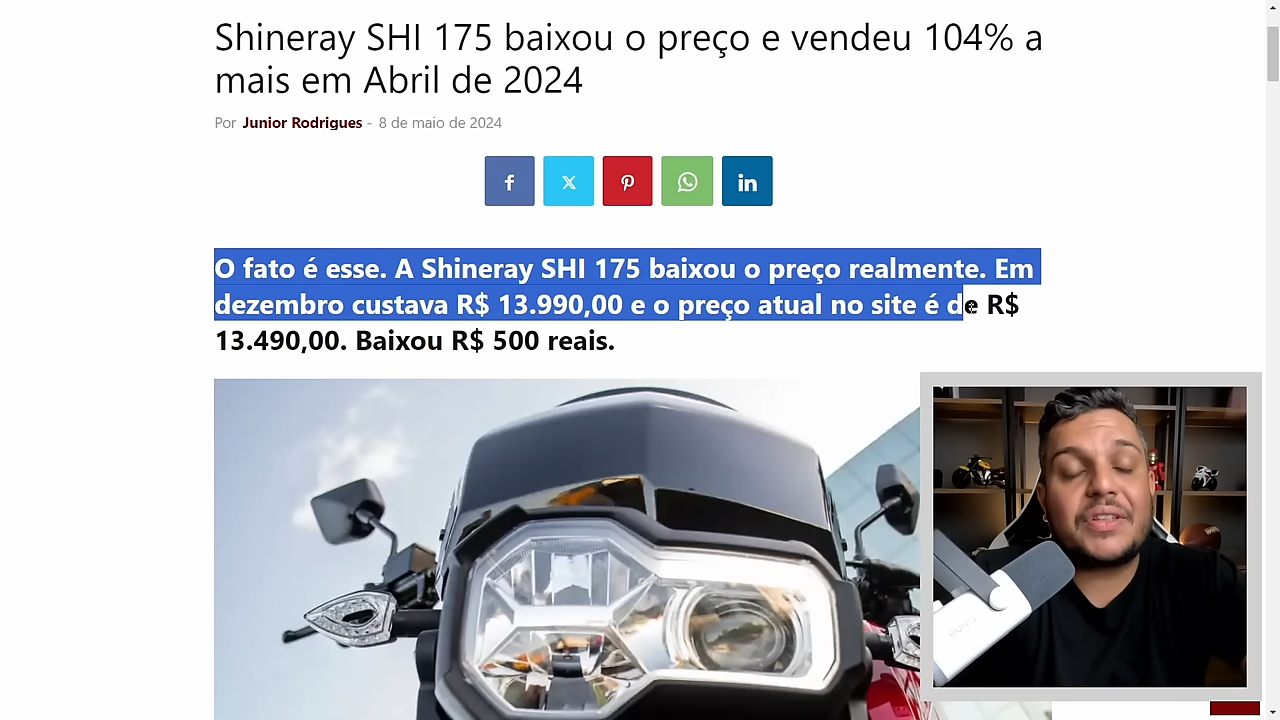 Shineray SHI 175 baixou o preço e vendeu 104% a
mais em Abril de 2024
Por Junior Rodrigues - 8 de maio de 2024
O fato é esse. A Shineray SHI 175 baixou o preço realmente. Em
dezembro custava R$ 13.990,00 e o preço atual no site é de R$
13.490,00. Baixou R$ 500 reais.